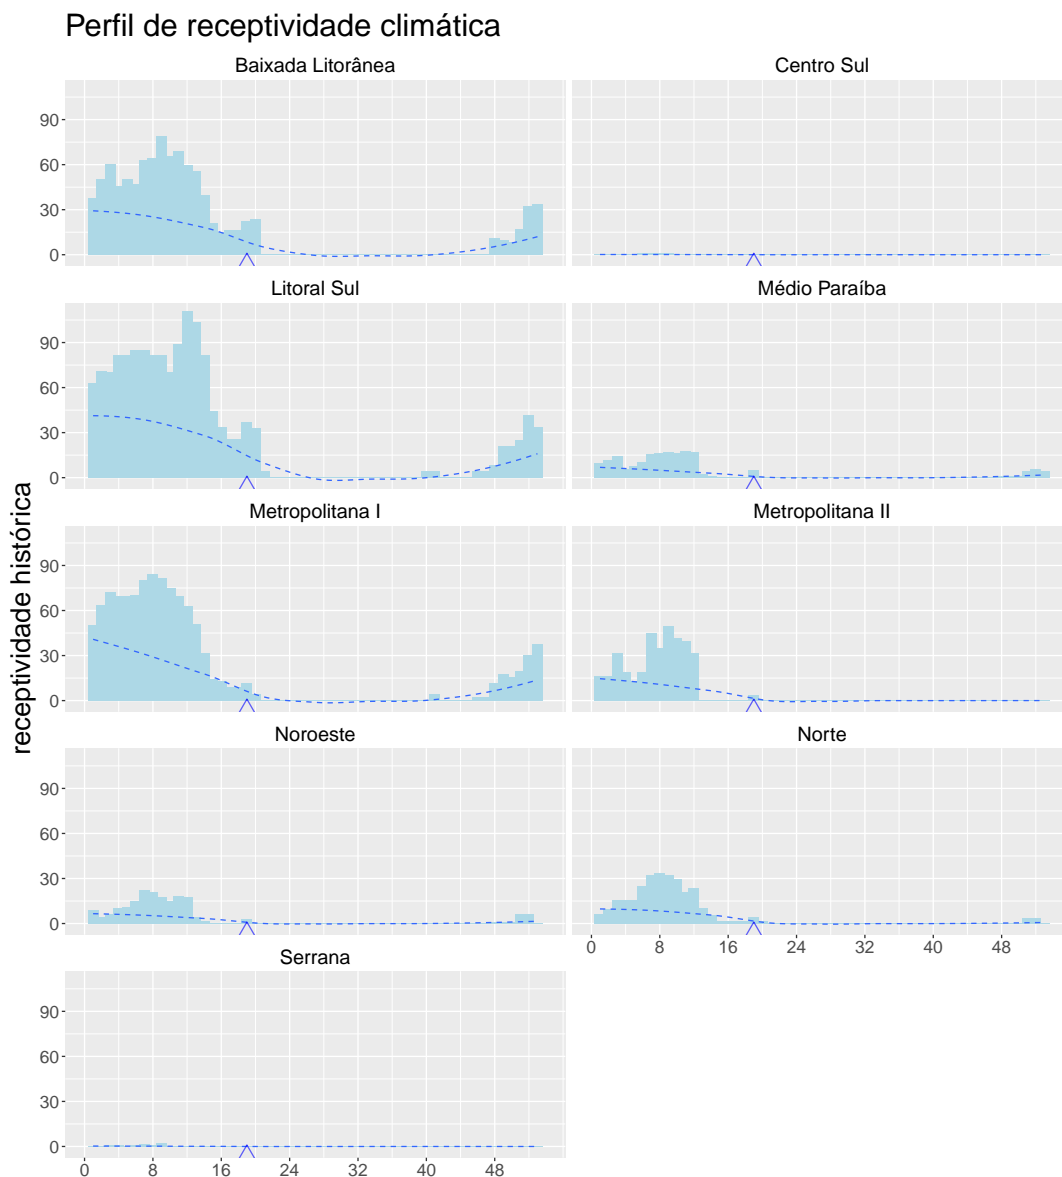 Perfil de receptividade climática
Baixada Litorânea
Centro Sul
90
60
30
0
Litoral Sul
Médio Paraíba
90
60
30
0
receptividade histórica
Metropolitana I
Metropolitana II
90
60
30
0
Noroeste
Norte
90
60
30
0
0 8 16 24 32 40 48
Serrana
90
60
30
0
0 8 16 24 32 40 48